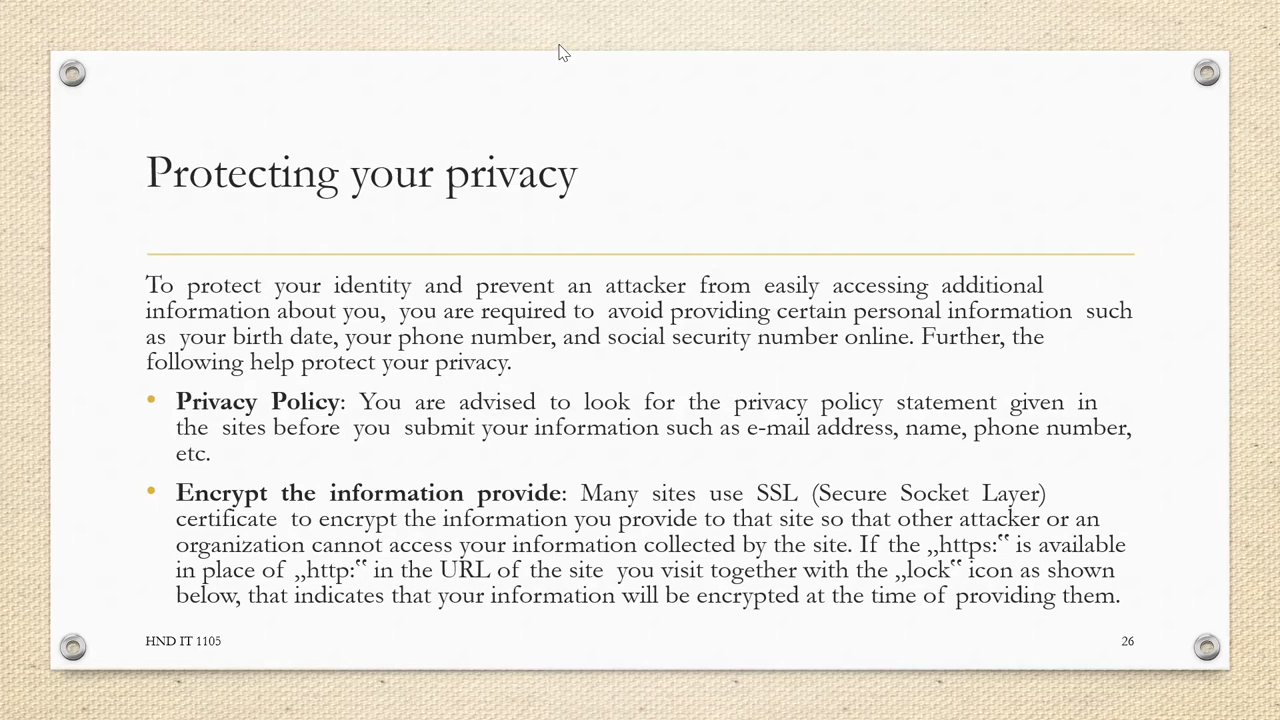 Protecting your privacy
To protect your identity and prevent an attacker from easily accessing additional
information about you, you are required to avoid providing certain personal information such
as your birth date, your phone number, and social security number online. Further, the
following help protect your privacy.
• Privacy Policy: You are advised to look for the privacy policy statement given in
the sites before you submit your information such as e-mail address, name, phone number,
etc.
• Encrypt the information provide: Many sites use SSL (Secure Socket Layer)
certificate to encrypt the information you provide to that site so that other attacker or an
organization cannot access your information collected by the site. If the „https:‟ is available
in place of „http:‟ in the URL of the site you visit together with the „lock‟ icon as shown
below, that indicates that your information will be encrypted at the time of providing them.
HND IT 1105
26